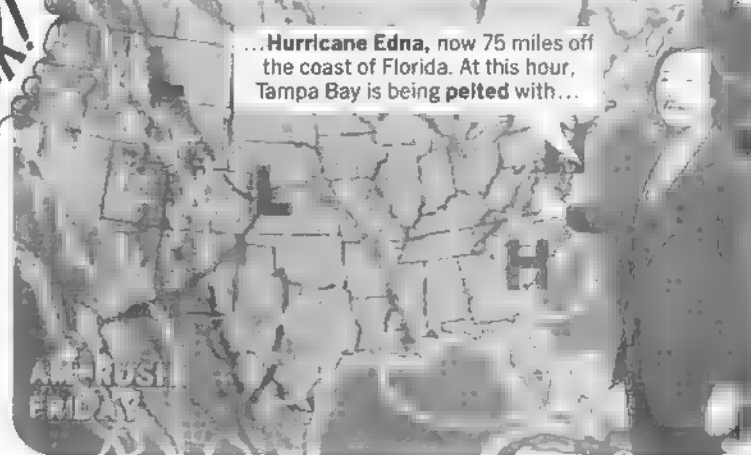 K!
...Hurricane Edna, now 75 miles off
the coast of Florida. At this hour,
Tampa Bay is being pelted with...
L
L
H
AM RUSH
FRIDAY